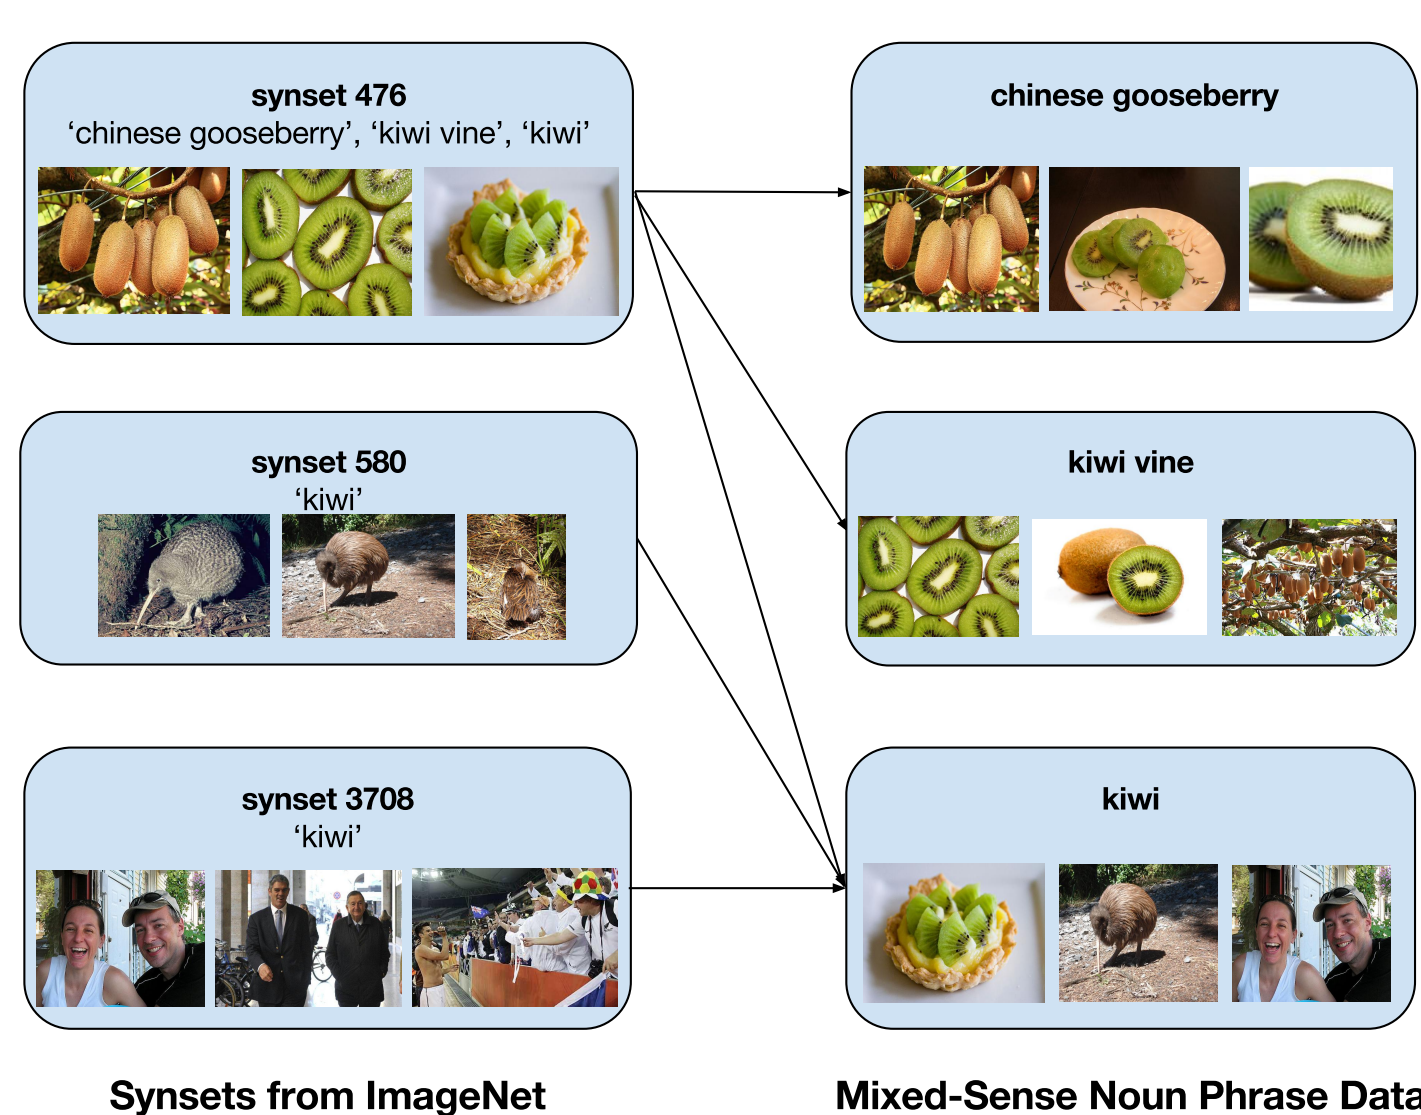 synset 476
‘chinese gooseberry’, ‘kiwi vine’, ‘kiwi’
synset 580
‘kiwi’
synset 3708
‘kiwi’
Synsets from ImageNet
chinese gooseberry
kiwi vine
kiwi
Mixed-Sense Noun Phrase Data